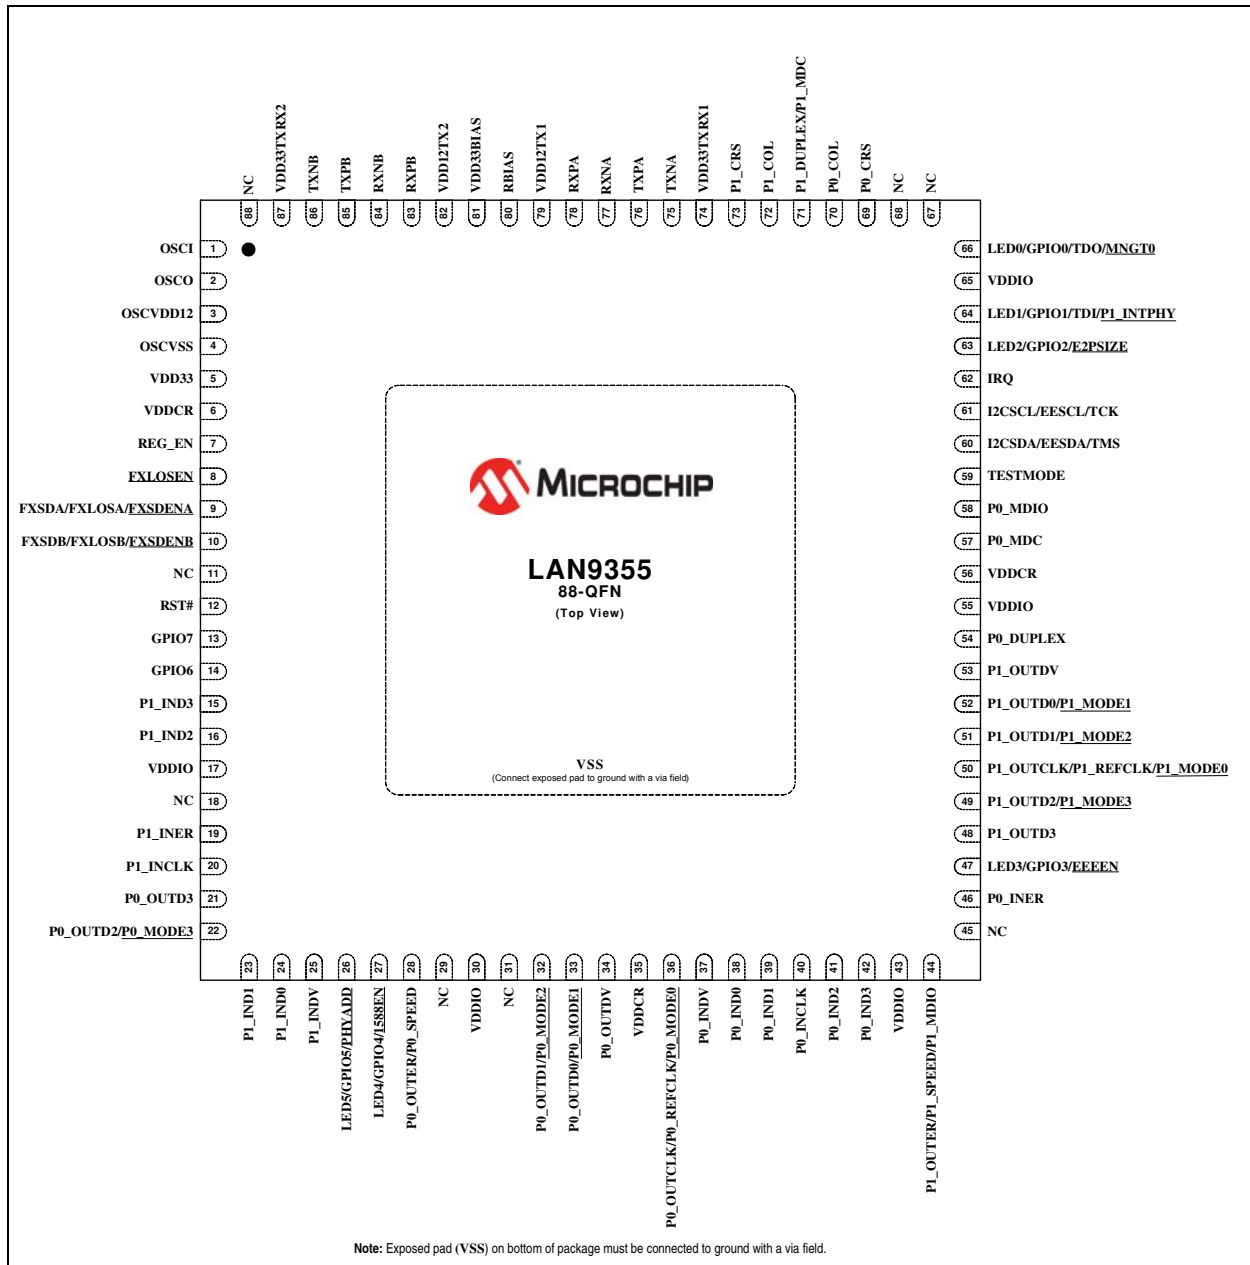 NC
VDD33TXRX2
TXNB
TXPB
RXNB
RXPB
VDD12TX2
VDD33BIAS
RBIAS
VDD12TX1
RXPA
RXNA
TXPA
TXNA
VDD33TXRX1
P1_CRS
P1_COL
P1_DUPLEX/P1_MDC
P0_COL
P0_CRS
NC
NC
88
87
86
85
84
83
82
81
80
79
78
77
76
75
74
73
72
71
70
69
68
67
OSCI 1
OSCO 2
OSCVDD12 3
OSCVSS 4
VDD33 5
VDDCR 6
REG_EN 7
FXLOSEN 8
FXSDA/FXLOSA/FXSDENA 9
FXSDB/FXLOSB/FXSDENB 10
NC 11
RST# 12
GPIO7 13
GPIO6 14
P1_IND3 15
P1_IND2 16
VDDIO 17
NC 18
P1_INER 19
P1_INCLK 20
P0_OUTD3 21
P0_OUTD2/P0_MODE3 22
MICROCHIP
LAN9355
88-QFN
(Top View)
VSS
(Connect exposed pad to ground with a via field)
66 LED0/GPIO0/TDO/MNGT0
65 VDDIO
64 LED1/GPIO1/TDI/P1_INTPHY
63 LED2/GPIO2/E2PSIZE
62 IRQ
61 I2CSCL/EESCL/TCK
60 I2CSDA/EESDA/TMS
59 TESTMODE
58 P0_MDIO
57 P0_MDC
56 VDDCR
55 VDDIO
54 P0_DUPLEX
53 P1_OUTDV
52 P1_OUTD0/P1_MODE1
51 P1_OUTD1/P1_MODE2
50 P1_OUTCLK/P1_REFCLK/P1_MODE0
49 P1_OUTD2/P1_MODE3
48 P1_OUTD3
47 LED3/GPIO3/EEEEN
46 P0_INER
45 NC
23
24
25
26
27
28
29
30
31
32
33
34
35
36
37
38
39
40
41
42
43
44
P1_IND1
P1_IND0
P1_INDV
LED5/GPIO5/PHYADD
LED4/GPIO4/1588EN
P0_OUTER/P0_SPEED
NC
VDDIO
NC
P0_OUTD1/P0_MODE2
P0_OUTD0/P0_MODE1
P0_OUTDV
VDDCR
P0_OUTCLK/P0_REFCLK/P0_MODE0
P0_INDV
P0_IND0
P0_IND1
P0_INCLK
P0_IND2
P0_IND3
VDDIO
P1_OUTER/P1_SPEED/P1_MDIO
Note: Exposed pad (VSS) on bottom of package must be connected to ground with a via field.